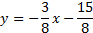 y = −3/8x − 15/8